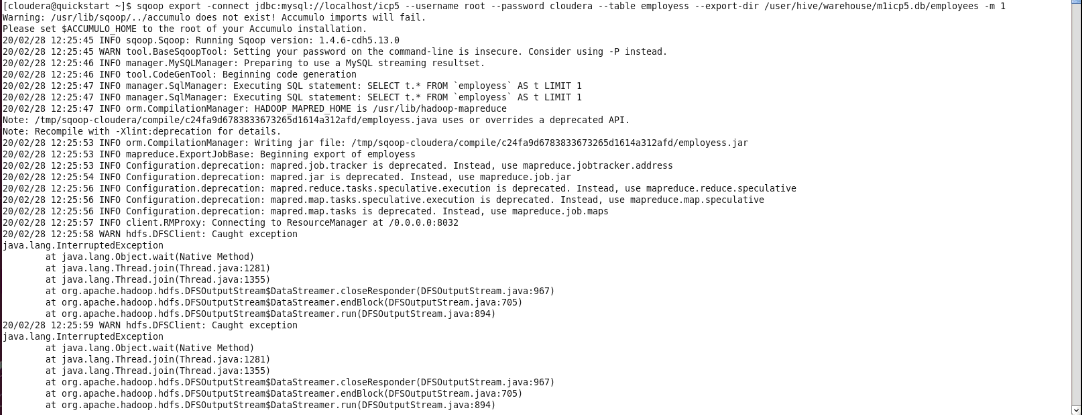 [cloudera@quickstart ~]$ sqoop export -connect jdbc:mysql://localhost/icp5 --username root --password cloudera --table employess --export-dir /user/hive/warehouse/m1icp5.db/employees -m 1
Warning: /usr/lib/sqoop/../accumulo does not exist! Accumulo imports will fail.
Please set $ACCUMULO_HOME to the root of your Accumulo installation.
20/02/28 12:25:45 INFO sqoop.Sqoop: Running Sqoop version: 1.4.6-cdh5.13.0
20/02/28 12:25:45 WARN tool.BaseSqoopTool: Setting your password on the command-line is insecure. Consider using -P instead.
20/02/28 12:25:46 INFO manager.MySQLManager: Preparing to use a MySQL streaming resultset.
20/02/28 12:25:46 INFO tool.CodeGenTool: Beginning code generation
20/02/28 12:25:47 INFO manager.SqlManager: Executing SQL statement: SELECT t.* FROM `employess` AS t LIMIT 1
20/02/28 12:25:47 INFO manager.SqlManager: Executing SQL statement: SELECT t.* FROM `employess` AS t LIMIT 1
20/02/28 12:25:47 INFO orm.CompilationManager: HADOOP_MAPRED_HOME is /usr/lib/hadoop-mapreduce
Note: /tmp/sqoop-cloudera/compile/c24fa9d6783833673265d1614a312afd/employess.java uses or overrides a deprecated API.
Note: Recompile with -Xlint:deprecation for details.
20/02/28 12:25:53 INFO orm.CompilationManager: Writing jar file: /tmp/sqoop-cloudera/compile/c24fa9d6783833673265d1614a312afd/employess.jar
20/02/28 12:25:53 INFO mapreduce.ExportJobBase: Beginning export of employess
20/02/28 12:25:53 INFO Configuration.deprecation: mapred.job.tracker is deprecated. Instead, use mapreduce.jobtracker.address
20/02/28 12:25:54 INFO Configuration.deprecation: mapred.jar is deprecated. Instead, use mapreduce.job.jar
20/02/28 12:25:56 INFO Configuration.deprecation: mapred.reduce.tasks.speculative.execution is deprecated. Instead, use mapreduce.reduce.speculative
20/02/28 12:25:56 INFO Configuration.deprecation: mapred.map.tasks.speculative.execution is deprecated. Instead, use mapreduce.map.speculative
20/02/28 12:25:56 INFO Configuration.deprecation: mapred.map.tasks is deprecated. Instead, use mapreduce.job.maps
20/02/28 12:25:57 INFO client.RMProxy: Connecting to ResourceManager at /0.0.0.0:8032
20/02/28 12:25:58 WARN hdfs.DFSClient: Caught exception
java.lang.InterruptedException
at java.lang.Object.wait(Native Method)
at java.lang.Thread.join(Thread.java:1281)
at java.lang.Thread.join(Thread.java:1355)
at org.apache.hadoop.hdfs.DFSOutputStream$DataStreamer.closeResponder(DFSOutputStream.java:967)
at org.apache.hadoop.hdfs.DFSOutputStream$DataStreamer.endBlock(DFSOutputStream.java:705)
at org.apache.hadoop.hdfs.DFSOutputStream$DataStreamer.run(DFSOutputStream.java:894)
20/02/28 12:25:59 WARN hdfs.DFSClient: Caught exception
java.lang.InterruptedException
at java.lang.Object.wait(Native Method)
at java.lang.Thread.join(Thread.java:1281)
at java.lang.Thread.join(Thread.java:1355)
at org.apache.hadoop.hdfs.DFSOutputStream$DataStreamer.closeResponder(DFSOutputStream.java:967)
at org.apache.hadoop.hdfs.DFSOutputStream$DataStreamer.endBlock(DFSOutputStream.java:705)
at org.apache.hadoop.hdfs.DFSOutputStream$DataStreamer.run(DFSOutputStream.java:894)